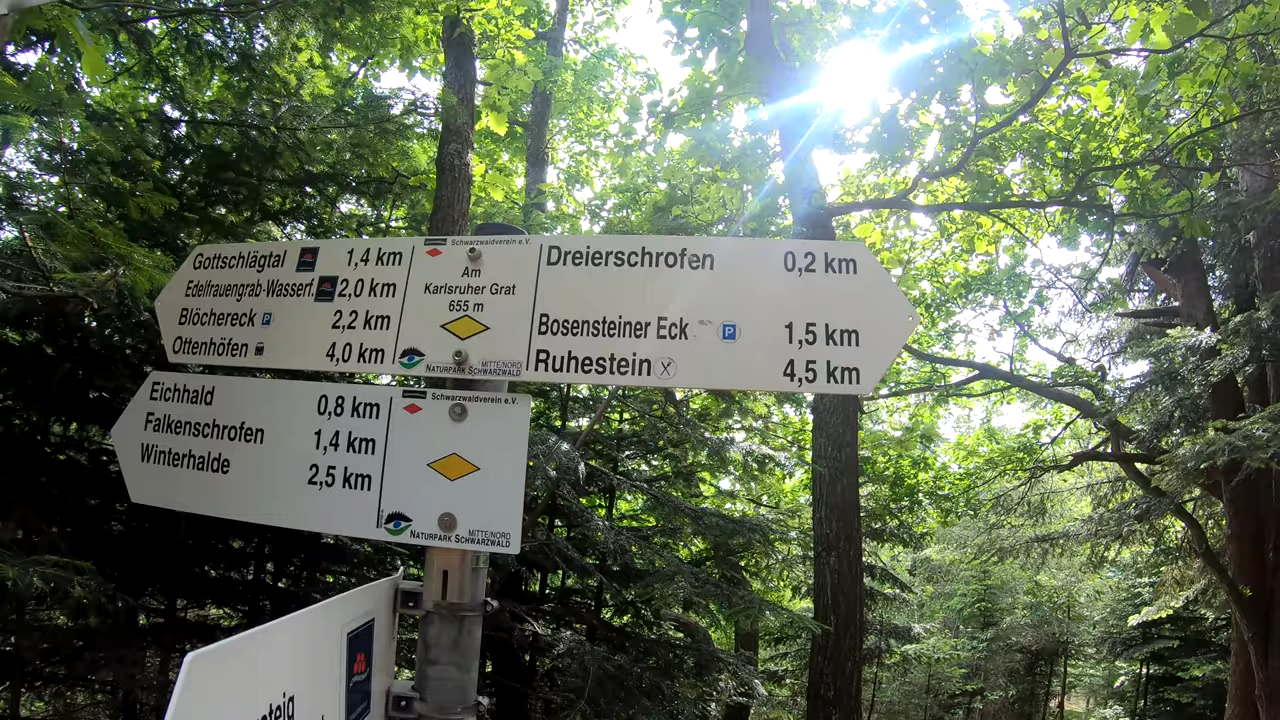 Gottschlägtal 1,4 km
Edelfrauengrab-Wasserf. 2,0 km
Blöchereck P 2,2 km
Ottenhöfen 4,0 km
Schwarzwaldverein e.V.
Am
Karlsruher Grat
655 m
MITTE/NORD
NATURPARK SCHWARZWALD
Dreierschrofen 0,2 km
Bosensteiner Eck P 1,5 km
Ruhestein 4,5 km
Eichhald 0,8 km
Falkenschrofen 1,4 km
Winterhalde 2,5 km
Schwarzwaldverein e.V.
MITTE/NORD
NATURPARK SCHWARZWALD